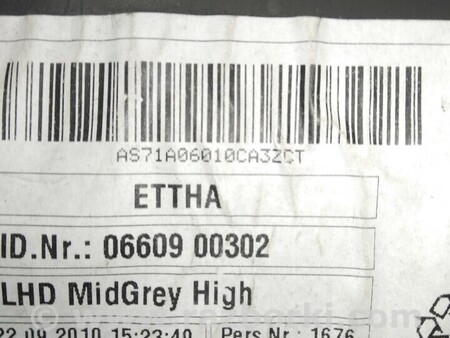 AS71A06010CA3ZCT
ETTHA
ID.Nr.: 06609 00302
LHD MidGrey High
22.09.2010 15:23:40 Pers.Nr.: 1676